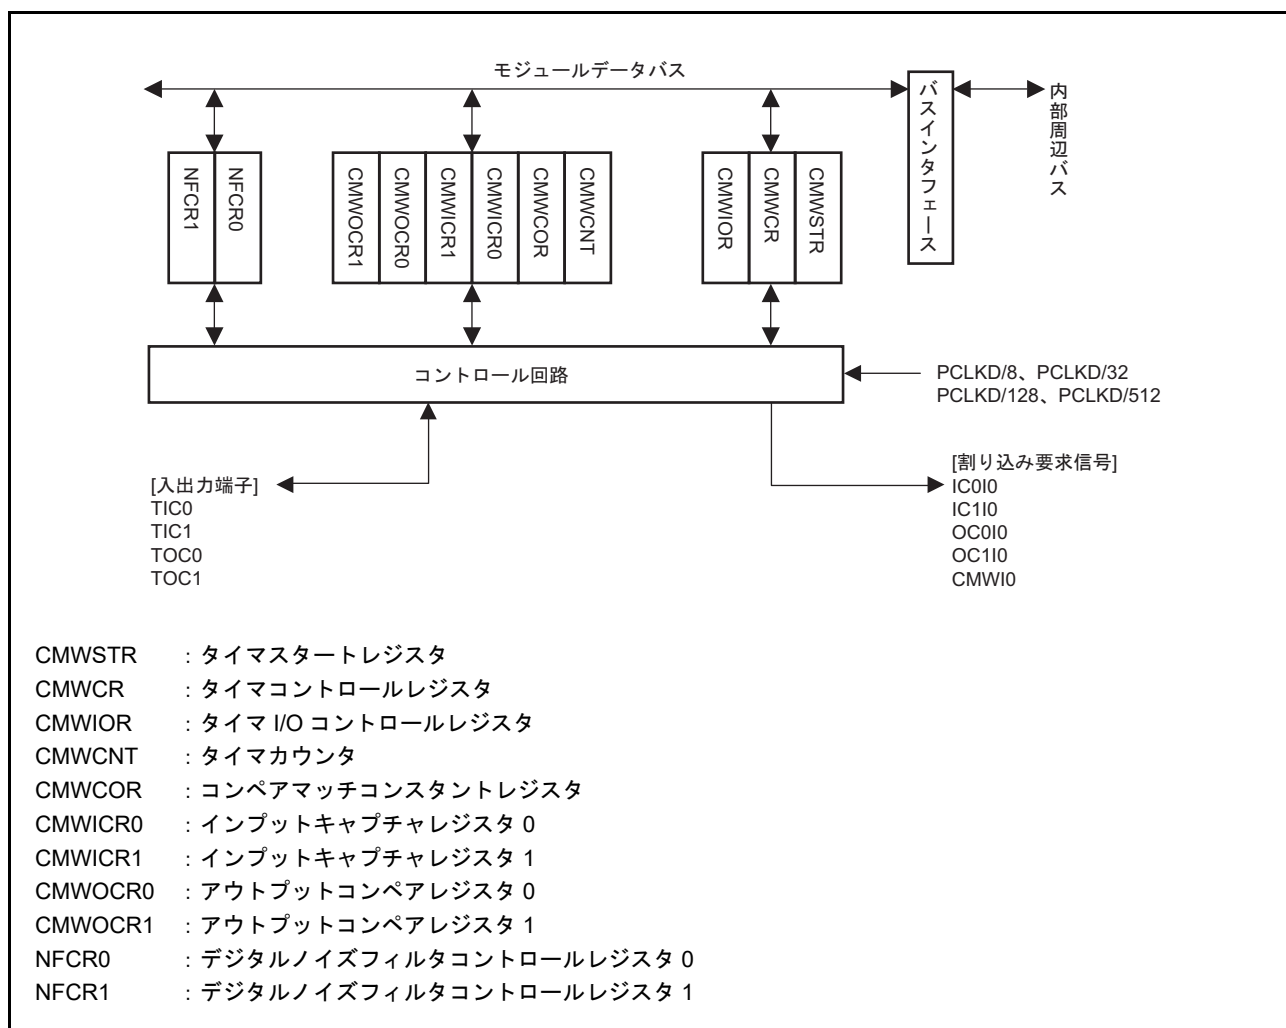 モジュールデータバス
バスインタフェース
内部周辺バス
NFCR1
NFCR0
CMWOCR1
CMWOCR0
CMWICR1
CMWICR0
CMWCOR
CMWCNT
CMWIOR
CMWCR
CMWSTR
コントロール回路
PCLKD/8、PCLKD/32
PCLKD/128、PCLKD/512
[入出力端子]
TIC0
TIC1
TOC0
TOC1
[割り込み要求信号]
IC0I0
IC1I0
OC0I0
OC1I0
CMWI0
CMWSTR : タイマスタートレジスタ
CMWCR : タイマコントロールレジスタ
CMWIOR : タイマ I/O コントロールレジスタ
CMWCNT : タイマカウンタ
CMWCOR : コンペアマッチコンスタントレジスタ
CMWICR0 : インプットキャプチャレジスタ 0
CMWICR1 : インプットキャプチャレジスタ 1
CMWOCR0 : アウトプットコンペアレジスタ 0
CMWOCR1 : アウトプットコンペアレジスタ 1
NFCR0 : デジタルノイズフィルタコントロールレジスタ 0
NFCR1 : デジタルノイズフィルタコントロールレジスタ 1